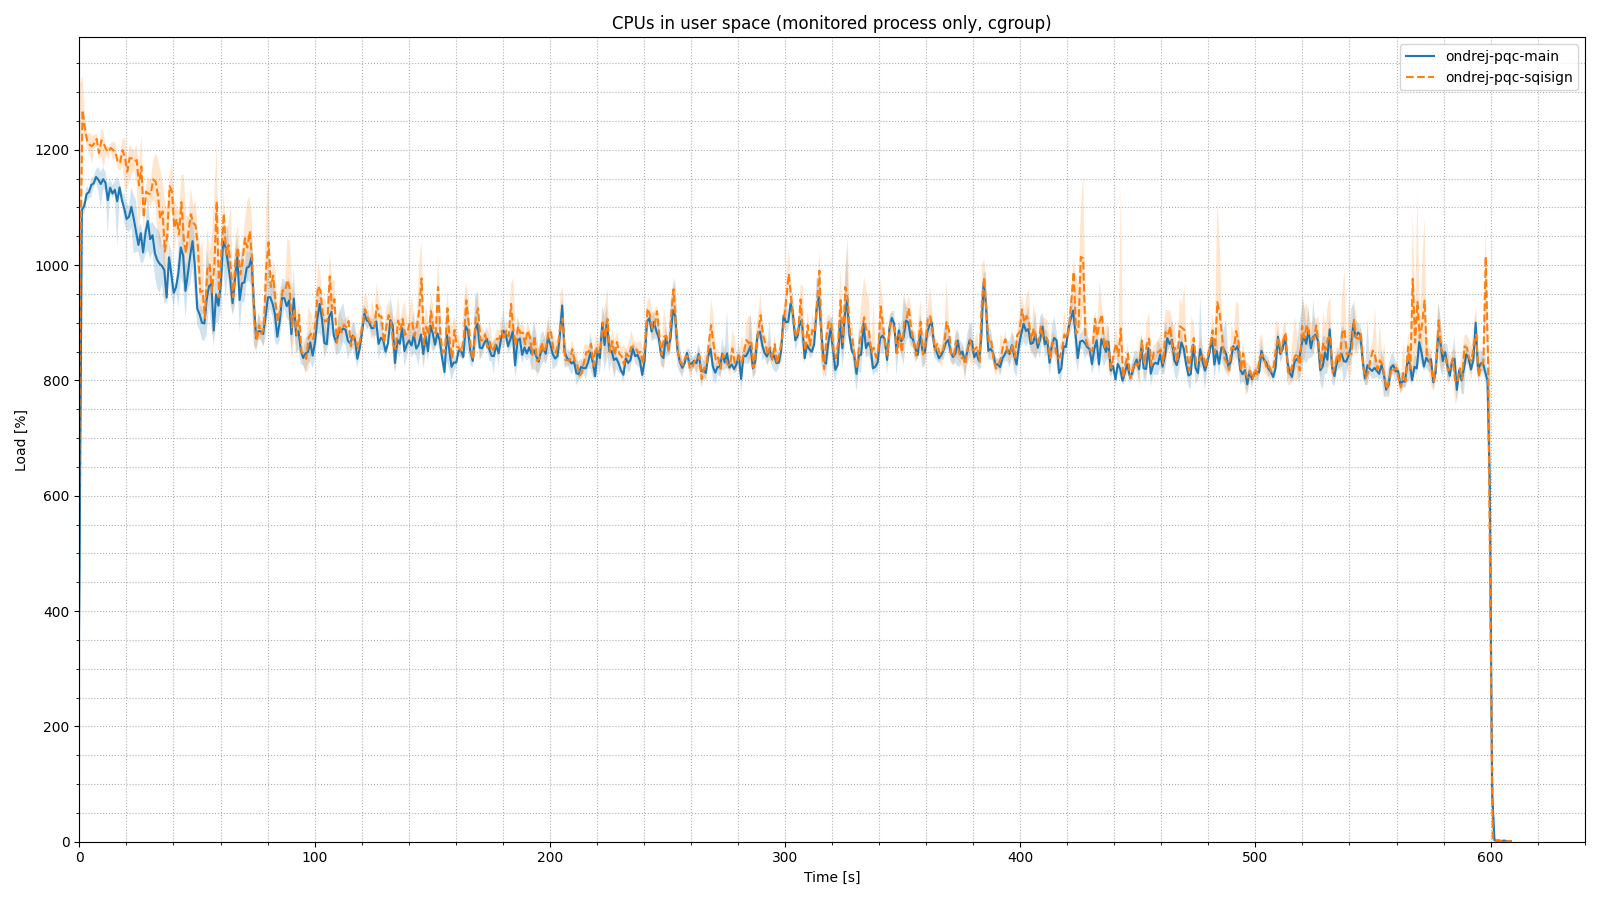 CPUs in user space (monitored process only, cgroup)
ondrej-pqc-main
ondrej-pqc-sqisign
1200
1000
800
600
400
200
0
Load [%]
0 100 200 300 400 500 600
Time [s]